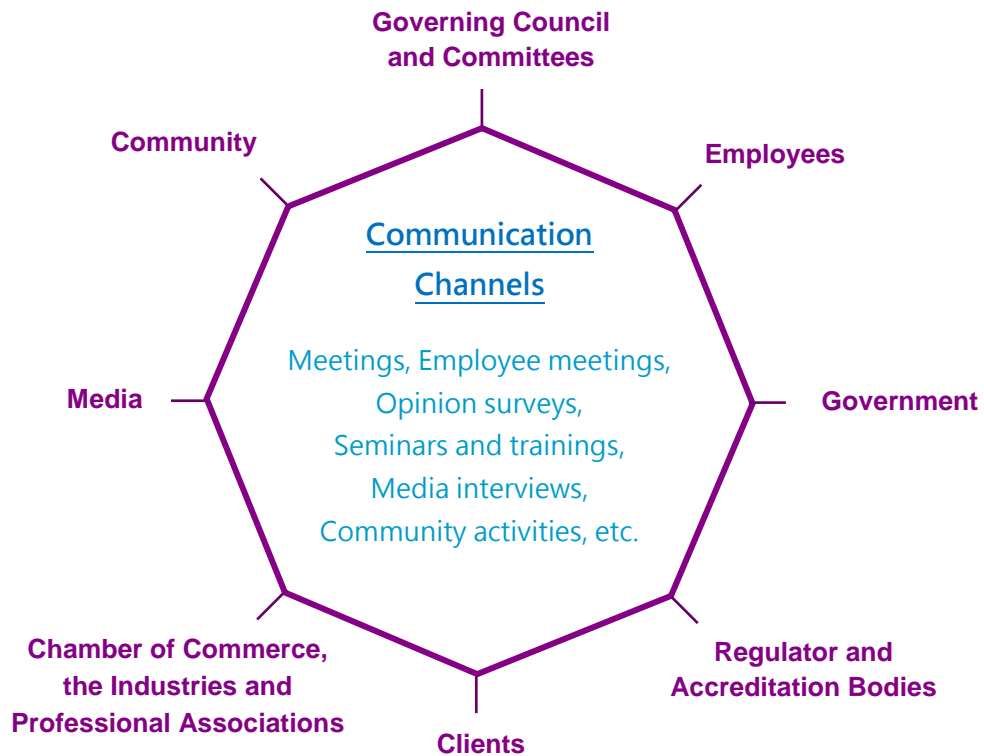 Governing Council
and Committees
Community
Employees
Communication
Channels
Meetings, Employee meetings,
Opinion surveys,
Seminars and trainings,
Media interviews,
Community activities, etc.
Media
Government
Chamber of Commerce,
the Industries and
Professional Associations
Regulator and
Accreditation Bodies
Clients